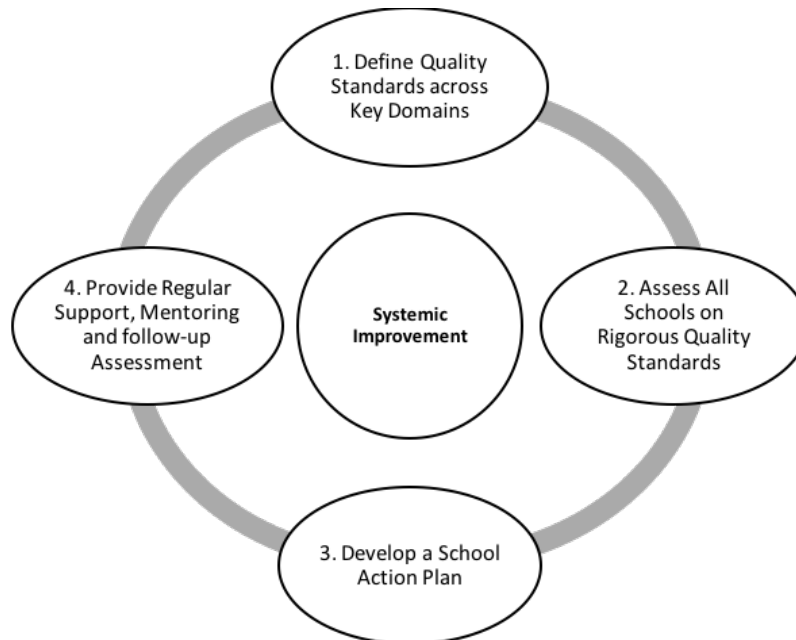 1. Define Quality
Standards across
Key Domains
2. Assess All
Schools on
Rigorous Quality
Standards
3. Develop a School
Action Plan
4. Provide Regular
Support, Mentoring
and follow-up
Assessment
Systemic
Improvement